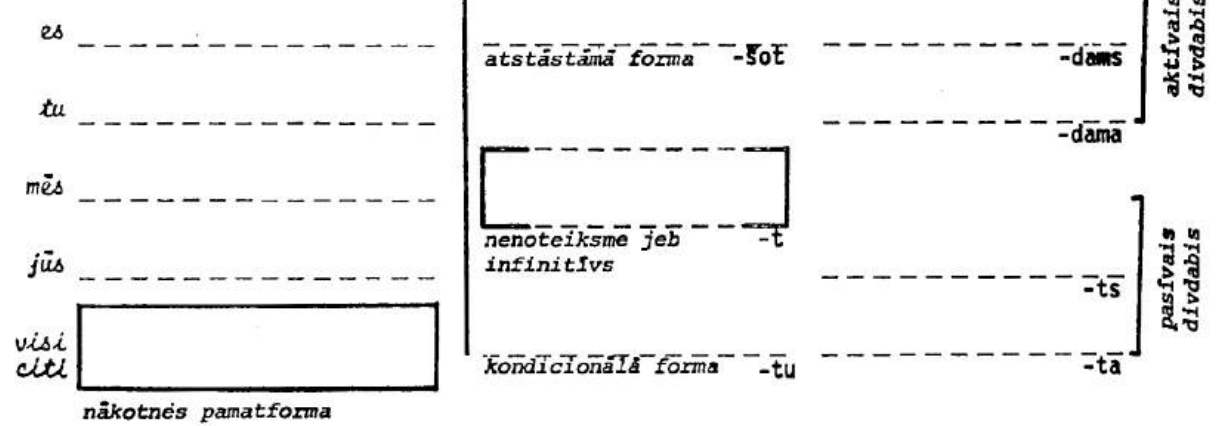 es
tu
mēs
jūs
visi
citi
nākotnes pamatforma
atstāstāmā forma -šot
nenoteiksme jeb -t
infinitīvs
kondicionālā forma -tu
-dams
-dama
aktīvais
divdabis
-ts
-ta
pasīvais
divdabis